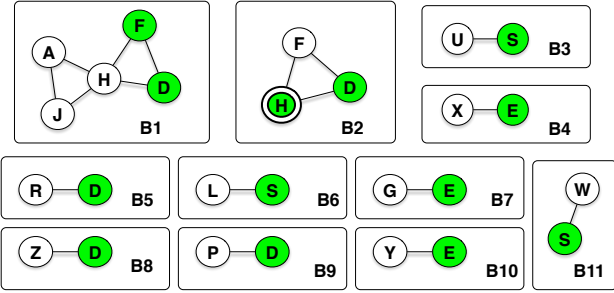 A
J
H
F
D
B1
F
H
D
B2
U S
B3
X E
B4
R D
B5
L S
B6
G E
B7
W
S
B11
Z D
B8
P D
B9
Y E
B10